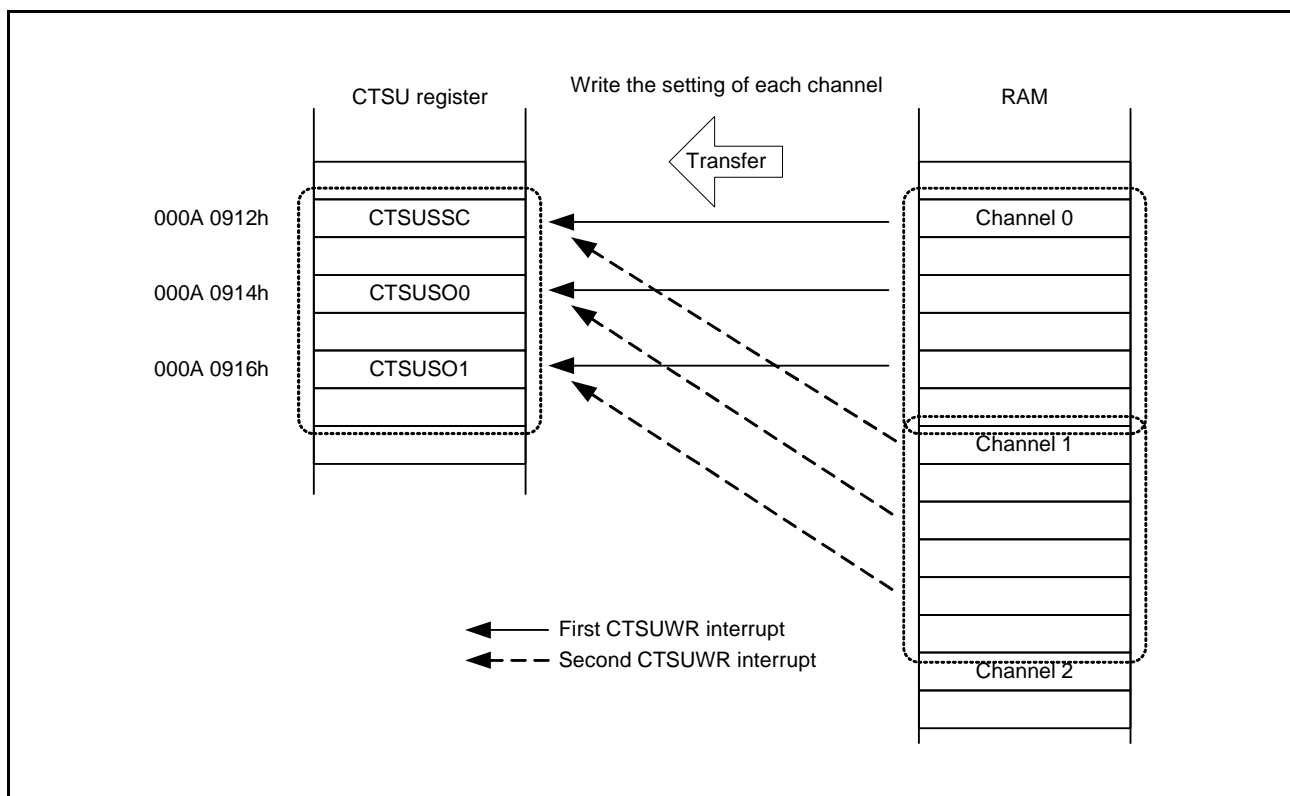 Write the setting of each channel
CTSU register
RAM
Transfer
000A 0912h
CTSUSSC
Channel 0
000A 0914h
CTSUSO0
000A 0916h
CTSUSO1
Channel 1
First CTSUWR interrupt
Second CTSUWR interrupt
Channel 2